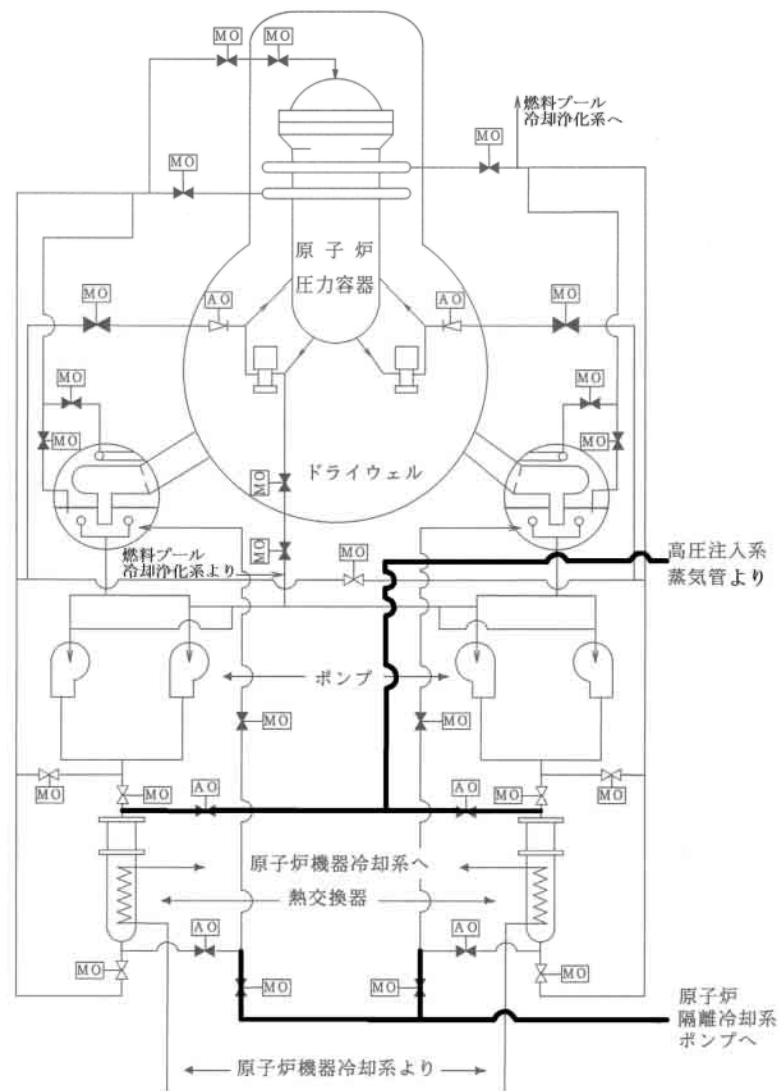 MO
MO
燃料プール
冷却浄化系へ
MO
MO
原子炉
圧力容器
MO
AO
AO
MO
MO
MO
MO
MO
ドライウェル
MO
MO
MO
燃料プール
冷却浄化系より
高圧注入系
蒸気管より
ポンプ
MO
MO
MO
MO
MO
MO
AO
AO
原子炉機器冷却系へ
熱交換器
AO
AO
MO
MO
MO
MO
原子炉
隔離冷却系
ポンプへ
原子炉機器冷却系より